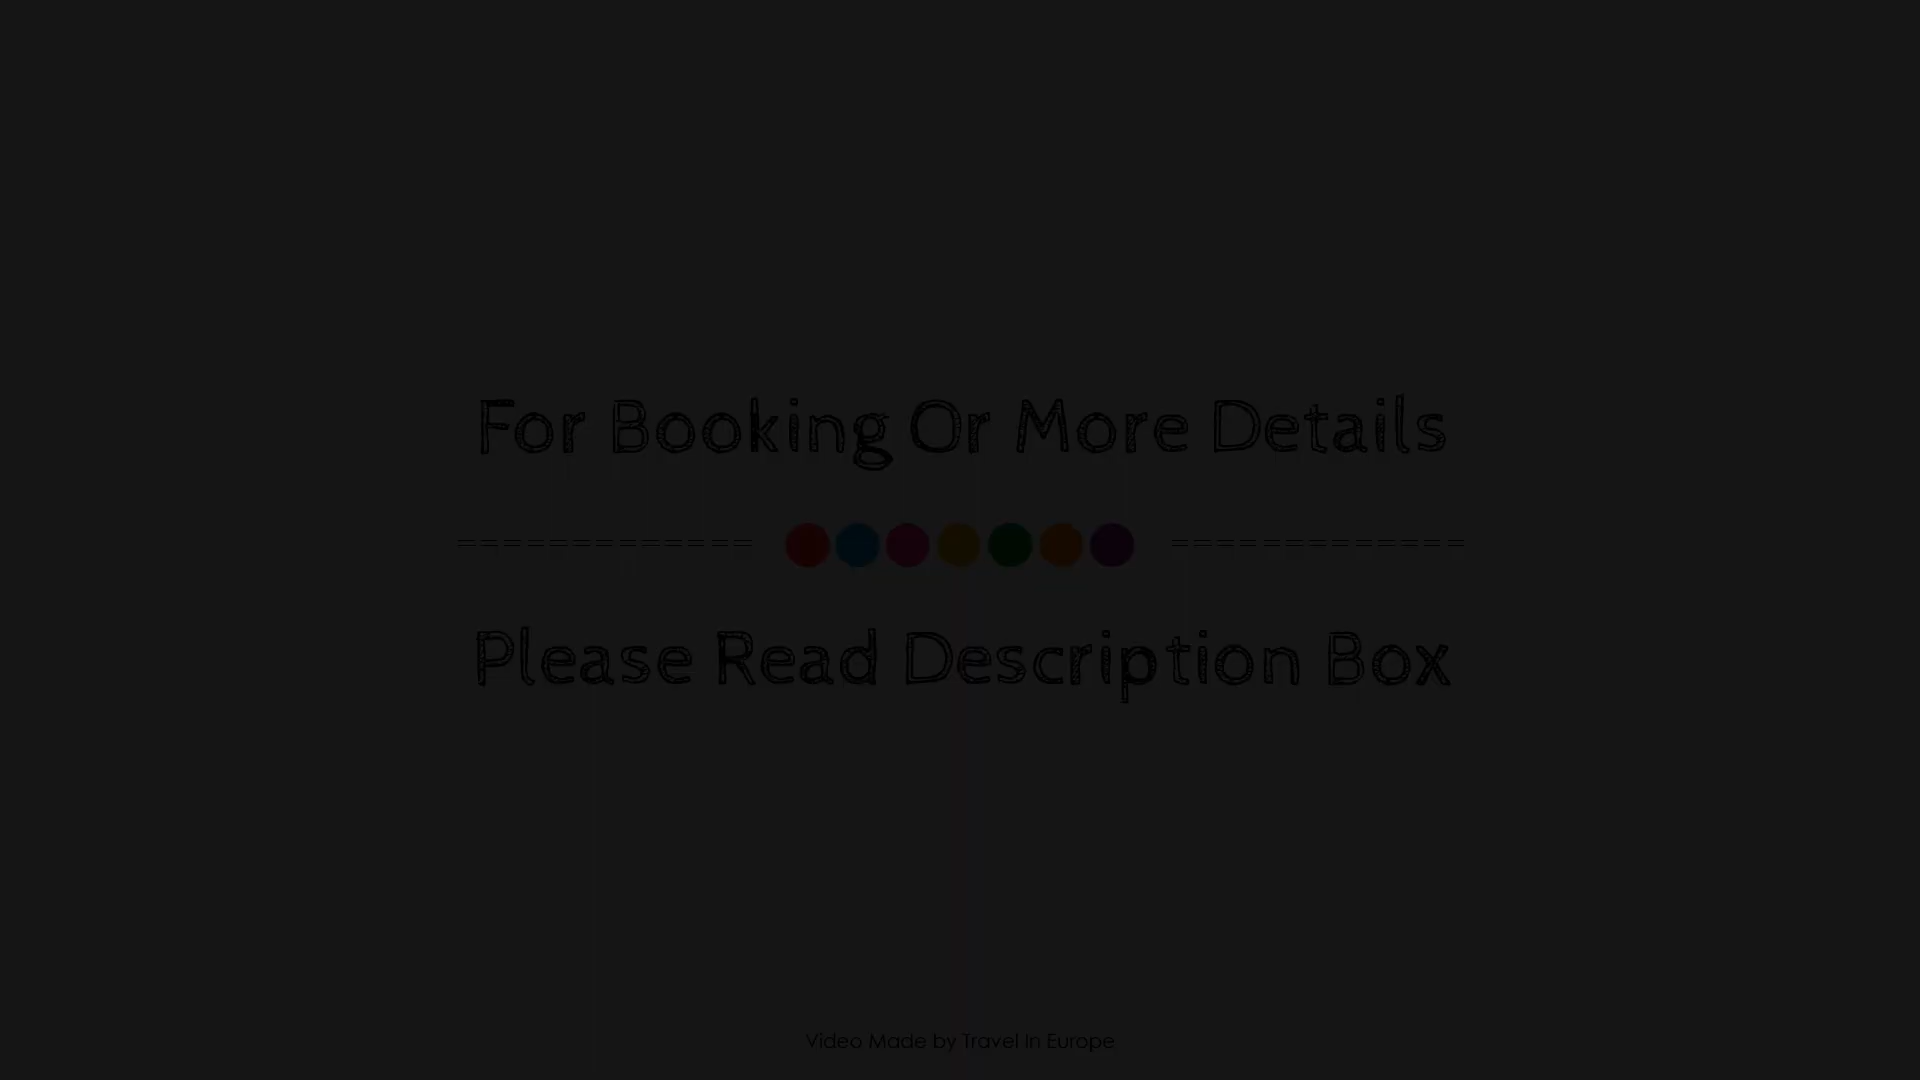 For Booking Or More Details
============= =============
Please Read Description Box
Video Made by Travel In Europe